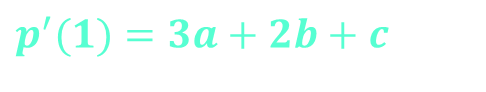 p′(1) = 3a + 2b + c